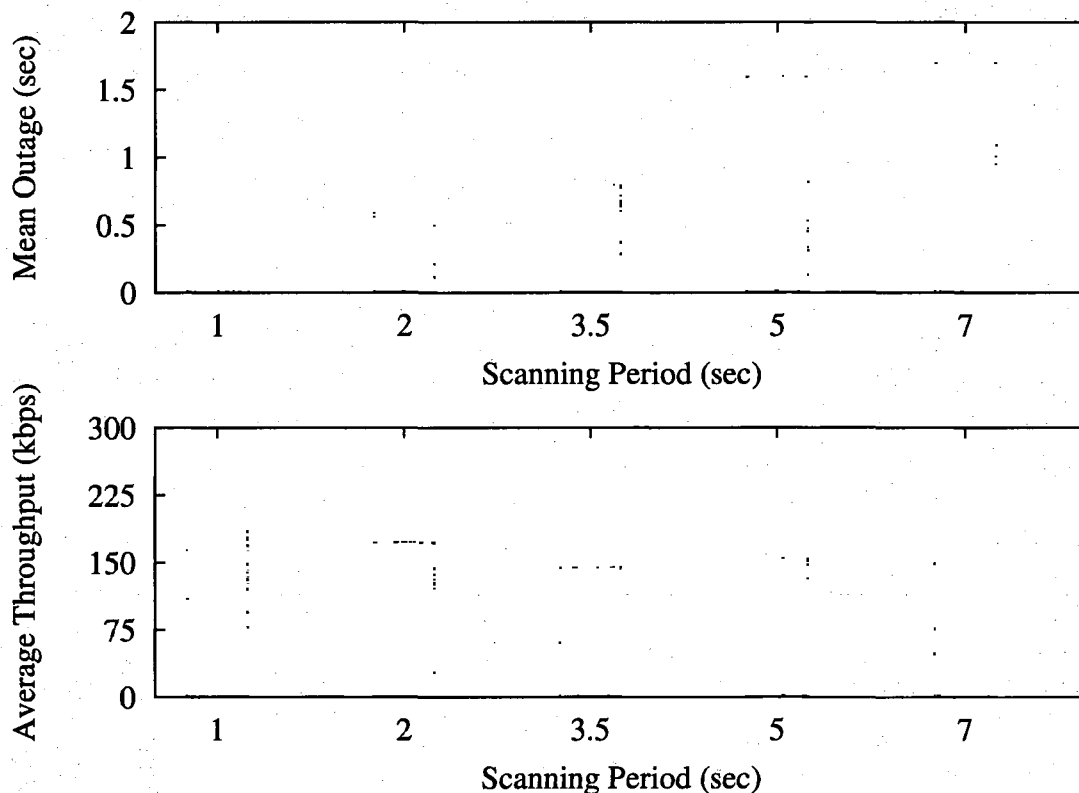 Mean Outage (sec)
2
1.5
1
0.5
0
1 2 3.5 5 7
Scanning Period (sec)
Average Throughput (kbps)
300
225
150
75
0
1 2 3.5 5 7
Scanning Period (sec)